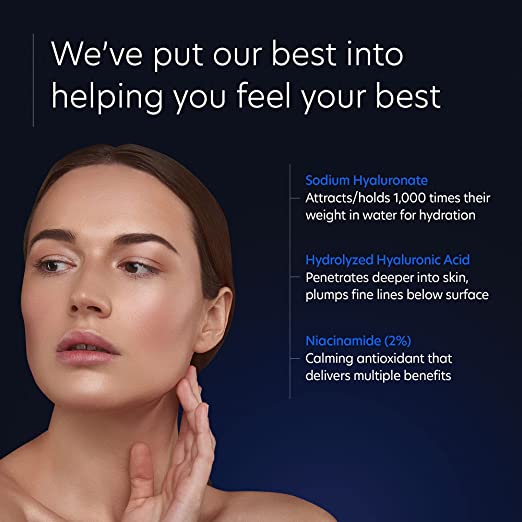 We’ve put our best into
helping you feel your best
Sodium Hyaluronate
Attracts/holds 1,000 times their
weight in water for hydration
Hydrolyzed Hyaluronic Acid
Penetrates deeper into skin,
plumps fine lines below surface
Niacinamide (2%)
Calming antioxidant that
delivers multiple benefits